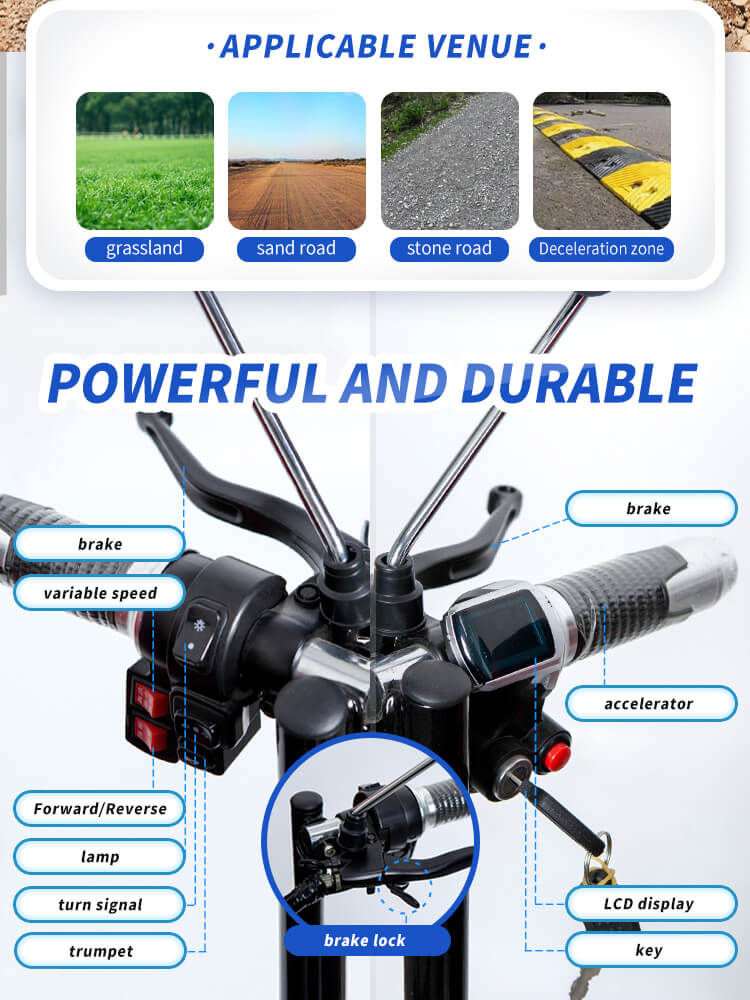 ·APPLICABLE VENUE·
grassland
sand road
stone road
Deceleration zone
POWERFUL AND DURABLE
brake
brake
variable speed
accelerator
Forward/Reverse
lamp
turn signal
LCD display
trumpet
brake lock
key